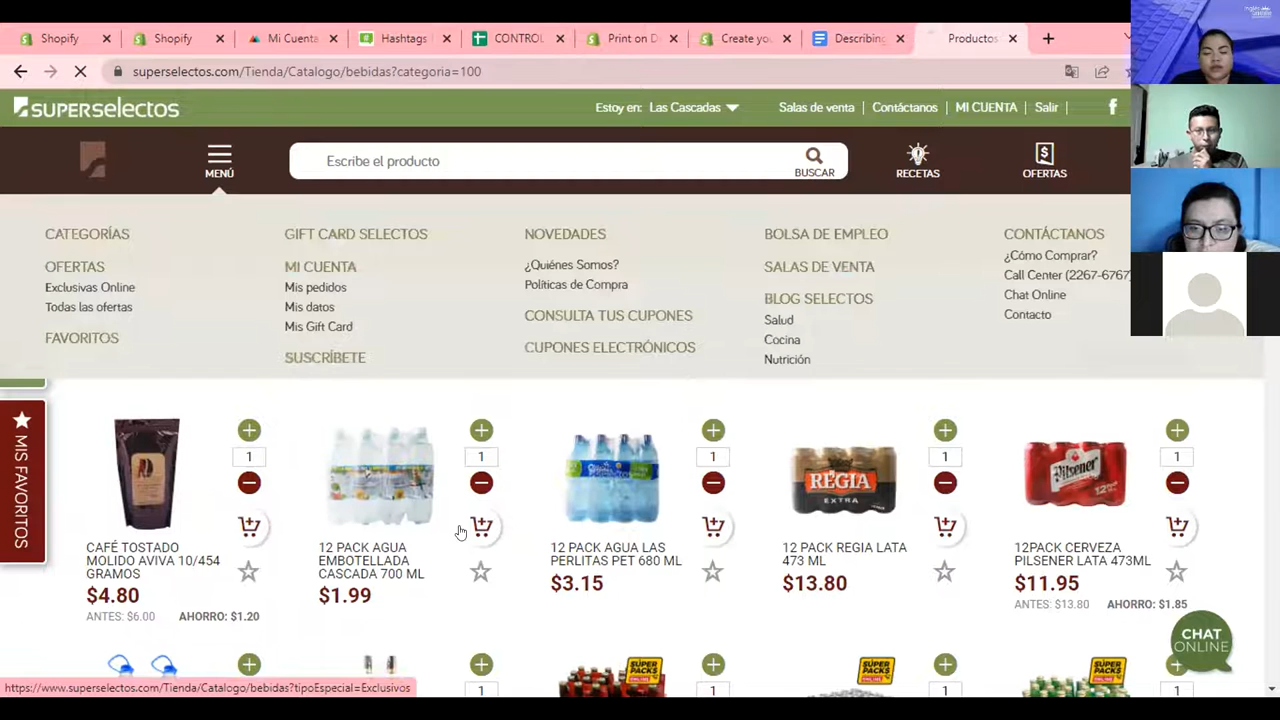 Shopify
Shopify
Mi Cuenta
Hashtags
CONTROL
Print on D
Create you
Describing
Productos
superselectos.com/Tienda/Catalogo/bebidas?categoria=100
SUPERSELECTOS
Estoy en: Las Cascadas
Salas de venta
Contáctanos
MI CUENTA
Salir
MENÚ
Escribe el producto
BUSCAR
RECETAS
OFERTAS
CATEGORÍAS
OFERTAS
Exclusivas Online
Todas las ofertas
FAVORITOS
GIFT CARD SELECTOS
MI CUENTA
Mis pedidos
Mis datos
Mis Gift Card
SUSCRÍBETE
NOVEDADES
¿Quiénes Somos?
Políticas de Compra
CONSULTA TUS CUPONES
CUPONES ELECTRÓNICOS
BOLSA DE EMPLEO
SALAS DE VENTA
BLOG SELECTOS
Salud
Cocina
Nutrición
CONTÁCTANOS
¿Cómo Comprar?
Call Center (2267-6767)
Chat Online
Contacto
MIS FAVORITOS
1
CAFÉ TOSTADO
MOLIDO AVIVA 10/454
GRAMOS
$4.80
ANTES: $6.00 AHORRO: $1.20
1
12 PACK AGUA
EMBOTELLADA
CASCADA 700 ML
$1.99
1
12 PACK AGUA LAS
PERLITAS PET 680 ML
$3.15
REGIA
EXTRA
1
12 PACK REGIA LATA
473 ML
$13.80
Pilsener
12
1
12PACK CERVEZA
PILSENER LATA 473ML
$11.95
ANTES: $13.80 AHORRO: $1.85
CHAT
ONLINE
1
SÚPER
PACKS
1
SÚPER
PACKS
1
SÚPER
PACKS
1
https://www.superselectos.com/Tienda/Catalogo/bebidas?tipoEspecial=Exclusivos